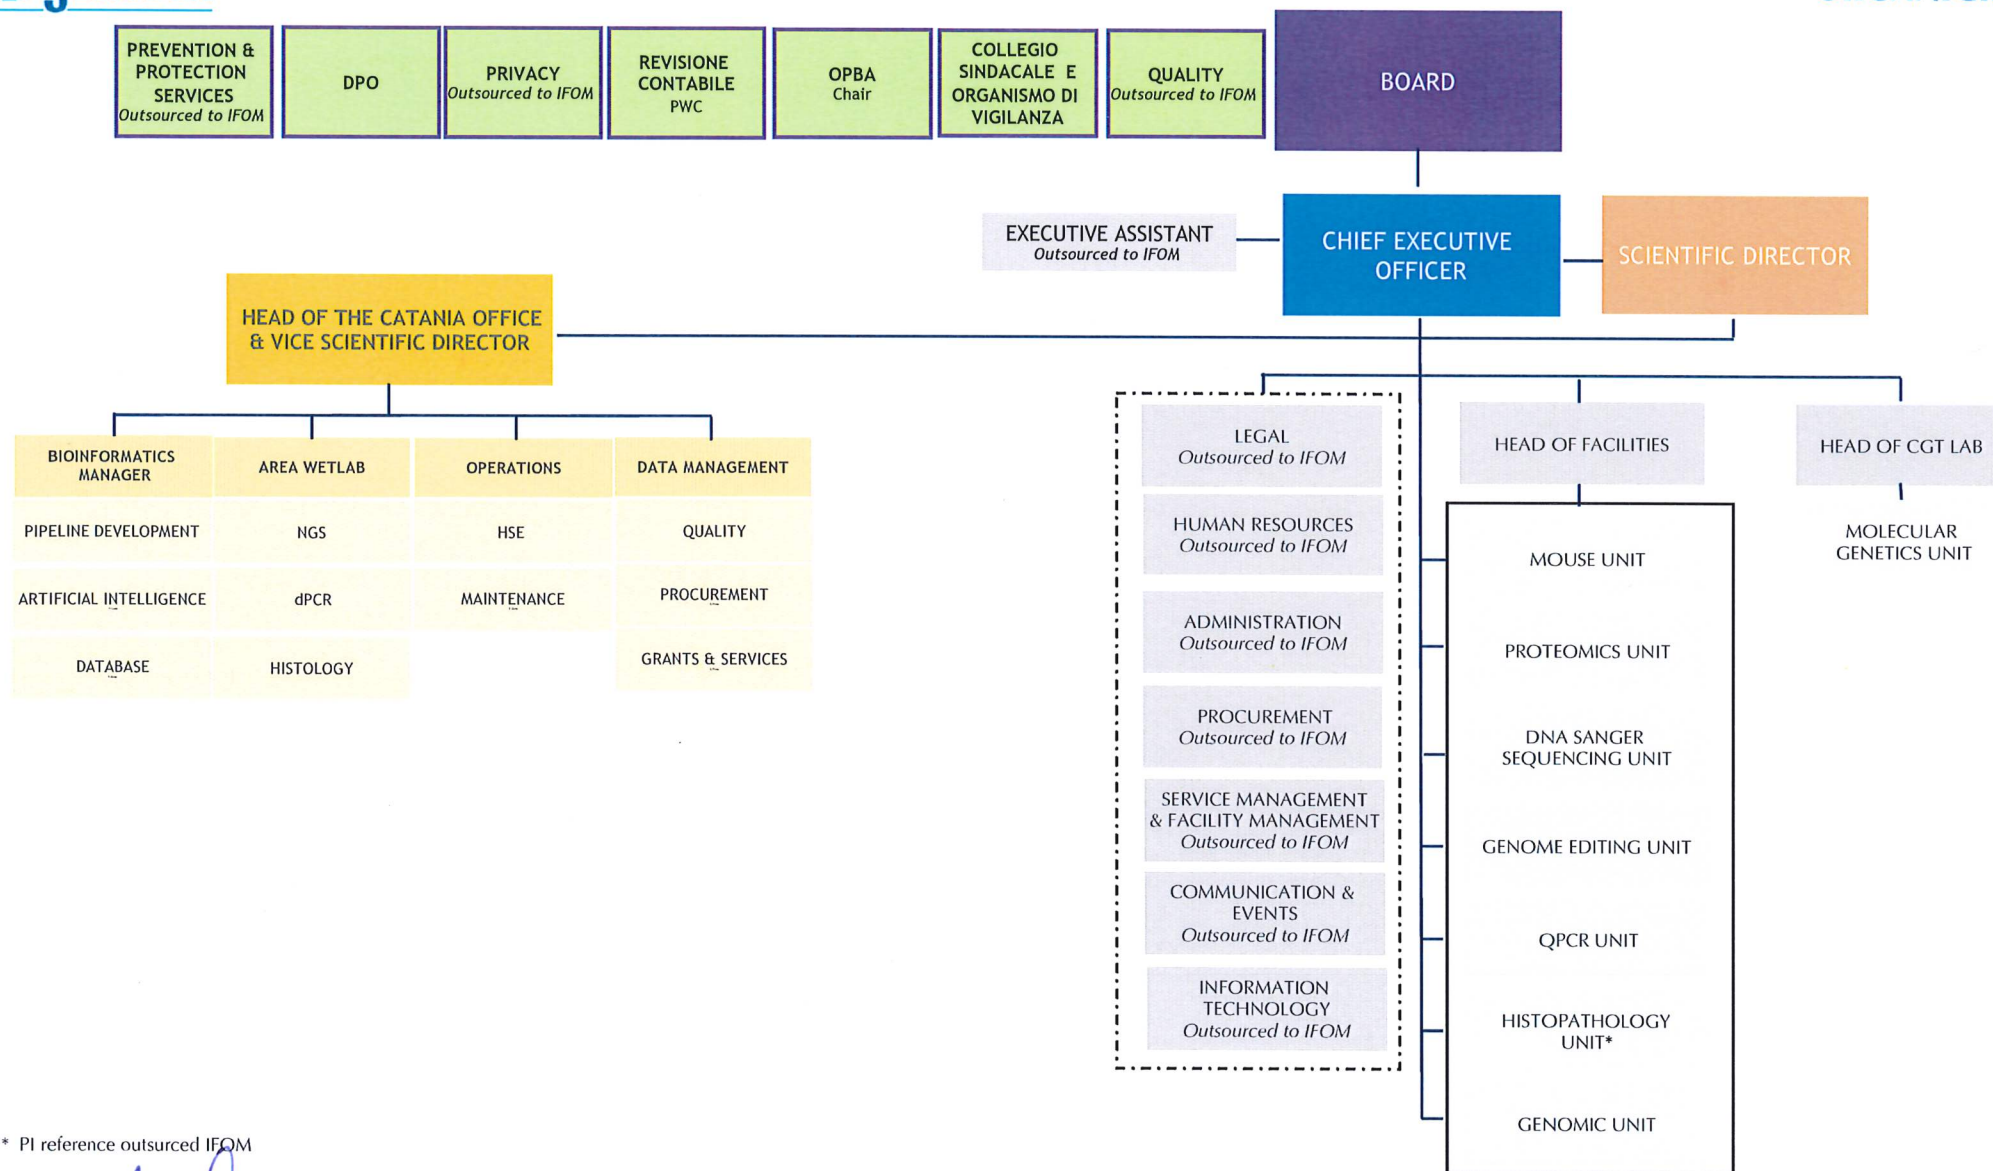 PREVENTION &
PROTECTION
SERVICES
Outsourced to IFOM
DPO
PRIVACY
Outsourced to IFOM
REVISIONE
CONTABILE
PWC
OPBA
Chair
COLLEGIO
SINDACALE E
ORGANISMO DI
VIGILANZA
QUALITY
Outsourced to IFOM
BOARD
EXECUTIVE ASSISTANT
Outsourced to IFOM
CHIEF EXECUTIVE
OFFICER
SCIENTIFIC DIRECTOR
HEAD OF THE CATANIA OFFICE
& VICE SCIENTIFIC DIRECTOR
BIOINFORMATICS
MANAGER
PIPELINE DEVELOPMENT
ARTIFICIAL INTELLIGENCE
DATABASE
AREA WETLAB
NGS
dPCR
HISTOLOGY
OPERATIONS
HSE
MAINTENANCE
DATA MANAGEMENT
QUALITY
PROCUREMENT
GRANTS & SERVICES
LEGAL
Outsourced to IFOM
HUMAN RESOURCES
Outsourced to IFOM
ADMINISTRATION
Outsourced to IFOM
PROCUREMENT
Outsourced to IFOM
SERVICE MANAGEMENT
& FACILITY MANAGEMENT
Outsourced to IFOM
COMMUNICATION &
EVENTS
Outsourced to IFOM
INFORMATION
TECHNOLOGY
Outsourced to IFOM
HEAD OF FACILITIES
MOUSE UNIT
PROTEOMICS UNIT
DNA SANGER
SEQUENCING UNIT
GENOME EDITING UNIT
QPCR UNIT
HISTOPATHOLOGY
UNIT*
GENOMIC UNIT
HEAD OF CGT LAB
MOLECULAR
GENETICS UNIT
* PI reference outsurced IFOM